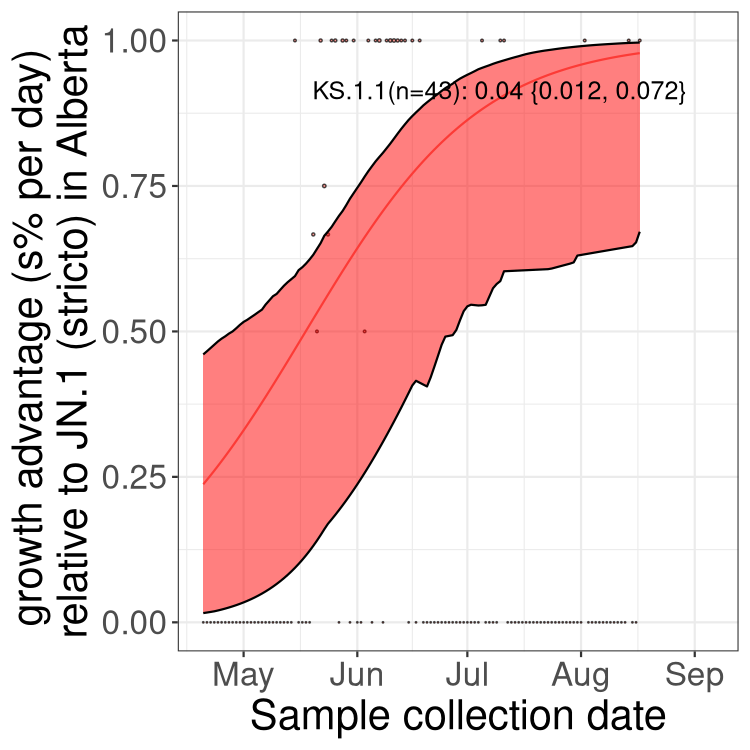 growth advantage (s% per day)
relative to JN.1 (stricto) in Alberta
1.00
0.75
0.50
0.25
0.00
KS.1.1(n=43): 0.04 {0.012, 0.072}
May Jun Jul Aug Sep
Sample collection date